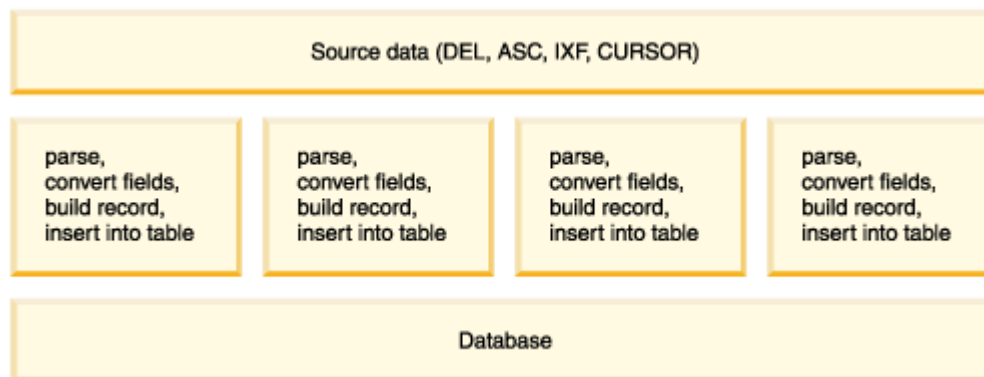 Source data (DEL, ASC, IXF, CURSOR)
parse,
convert fields,
build record,
insert into table
parse,
convert fields,
build record,
insert into table
parse,
convert fields,
build record,
insert into table
parse,
convert fields,
build record,
insert into table
Database